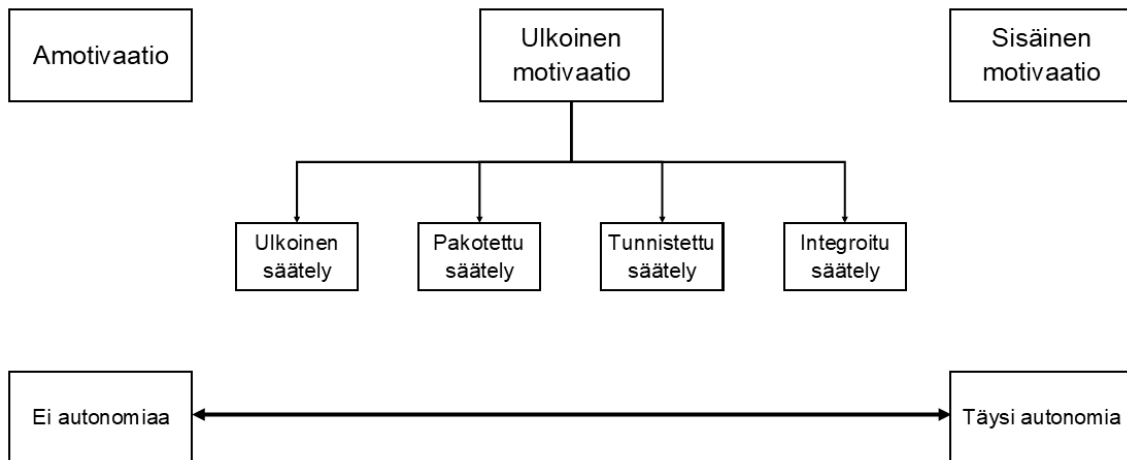 Amotivaatio
Ulkoinen
motivaatio
Sisäinen
motivaatio
Ulkoinen
säätely
Pakotettu
säätely
Tunnistettu
säätely
Integroitu
säätely
Ei autonomiaa
Täysi autonomia